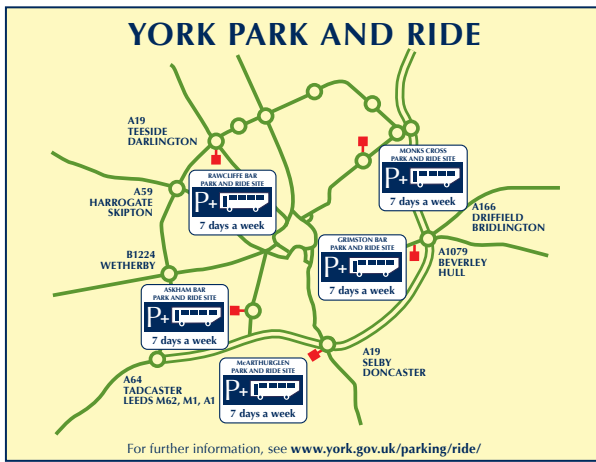 YORK PARK AND RIDE
A19
TEESIDE
DARLINGTON
RAWCLIFFE BAR
PARK AND RIDE SITE
P+
7 days a week
MONKS CROSS
PARK AND RIDE SITE
P+
7 days a week
A59
HARROGATE
SKIPTON
A166
DRIFFIELD
BRIDLINGTON
GRIMSTON BAR
PARK AND RIDE SITE
P+
7 days a week
A1079
BEVERLEY
HULL
B1224
WETHERBY
ASKHAM BAR
PARK AND RIDE SITE
P+
7 days a week
McARTHURGLEN
PARK AND RIDE SITE
P+
7 days a week
A19
SELBY
DONCASTER
A64
TADCASTER
LEEDS M62, M1, A1
For further information, see www.york.gov.uk/parking/ride/